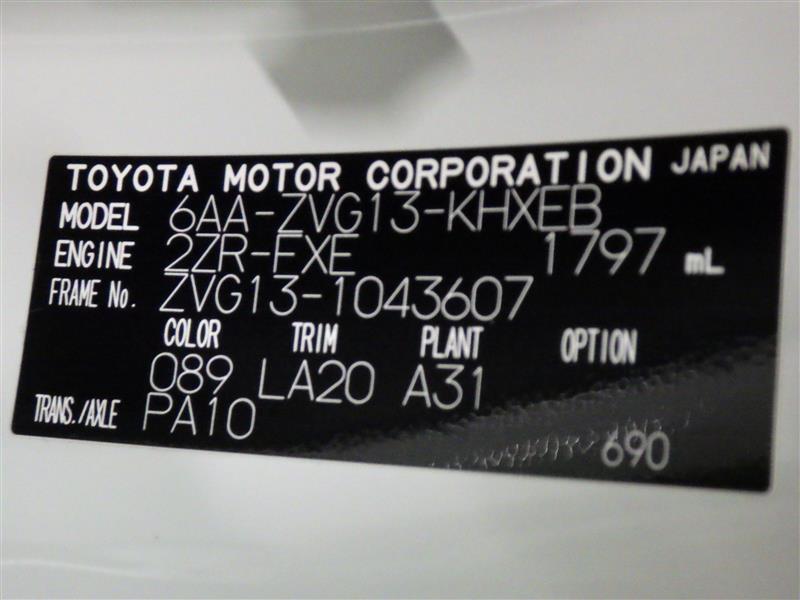 TOYOTA MOTOR CORPORATION JAPAN
MODEL 6AA-ZVG13-KHXEB
ENGINE 2ZR-FXE 1797 mL
FRAME No. ZVG13-1043607
COLOR TRIM PLANT OPTION
089 LA20 A31
TRANS./AXLE PA10
690